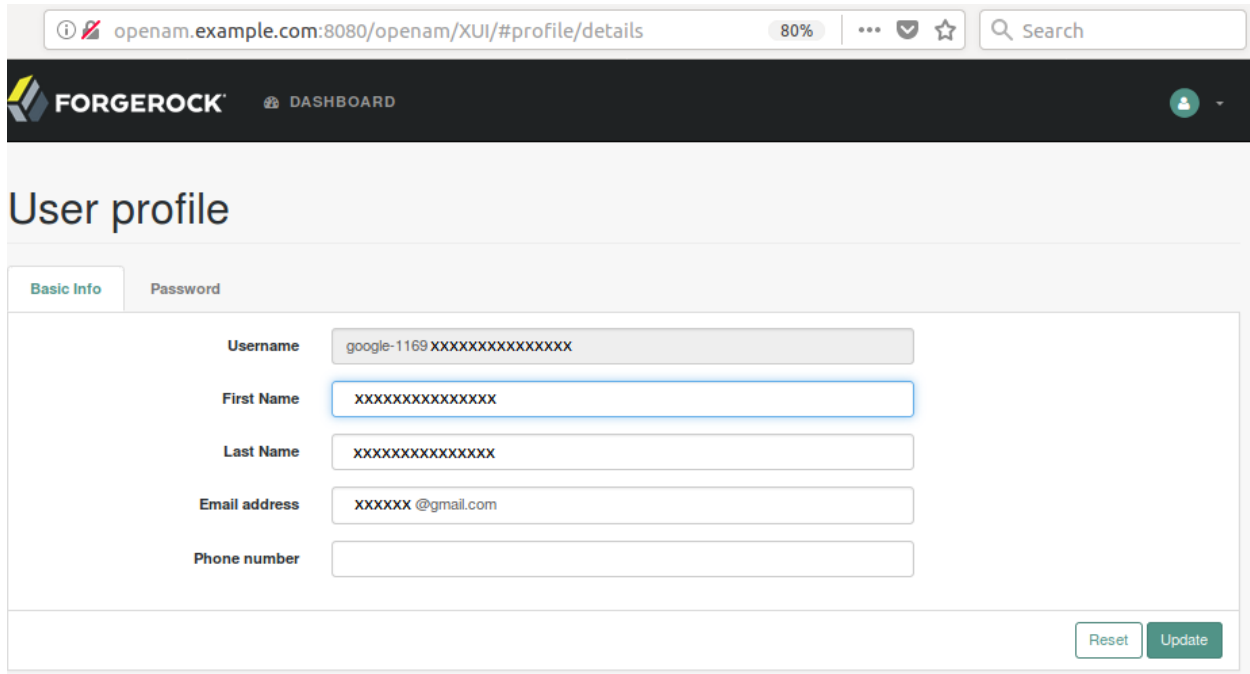 openam.example.com:8080/openam/XUI/#profile/details 80% Search
FORGEROCK DASHBOARD
User profile
Basic Info Password
Username google-1169 XXXXXXXXXXXXXXX
First Name XXXXXXXXXXXXXXX
Last Name XXXXXXXXXXXXXXX
Email address XXXXXX @gmail.com
Phone number
Reset Update